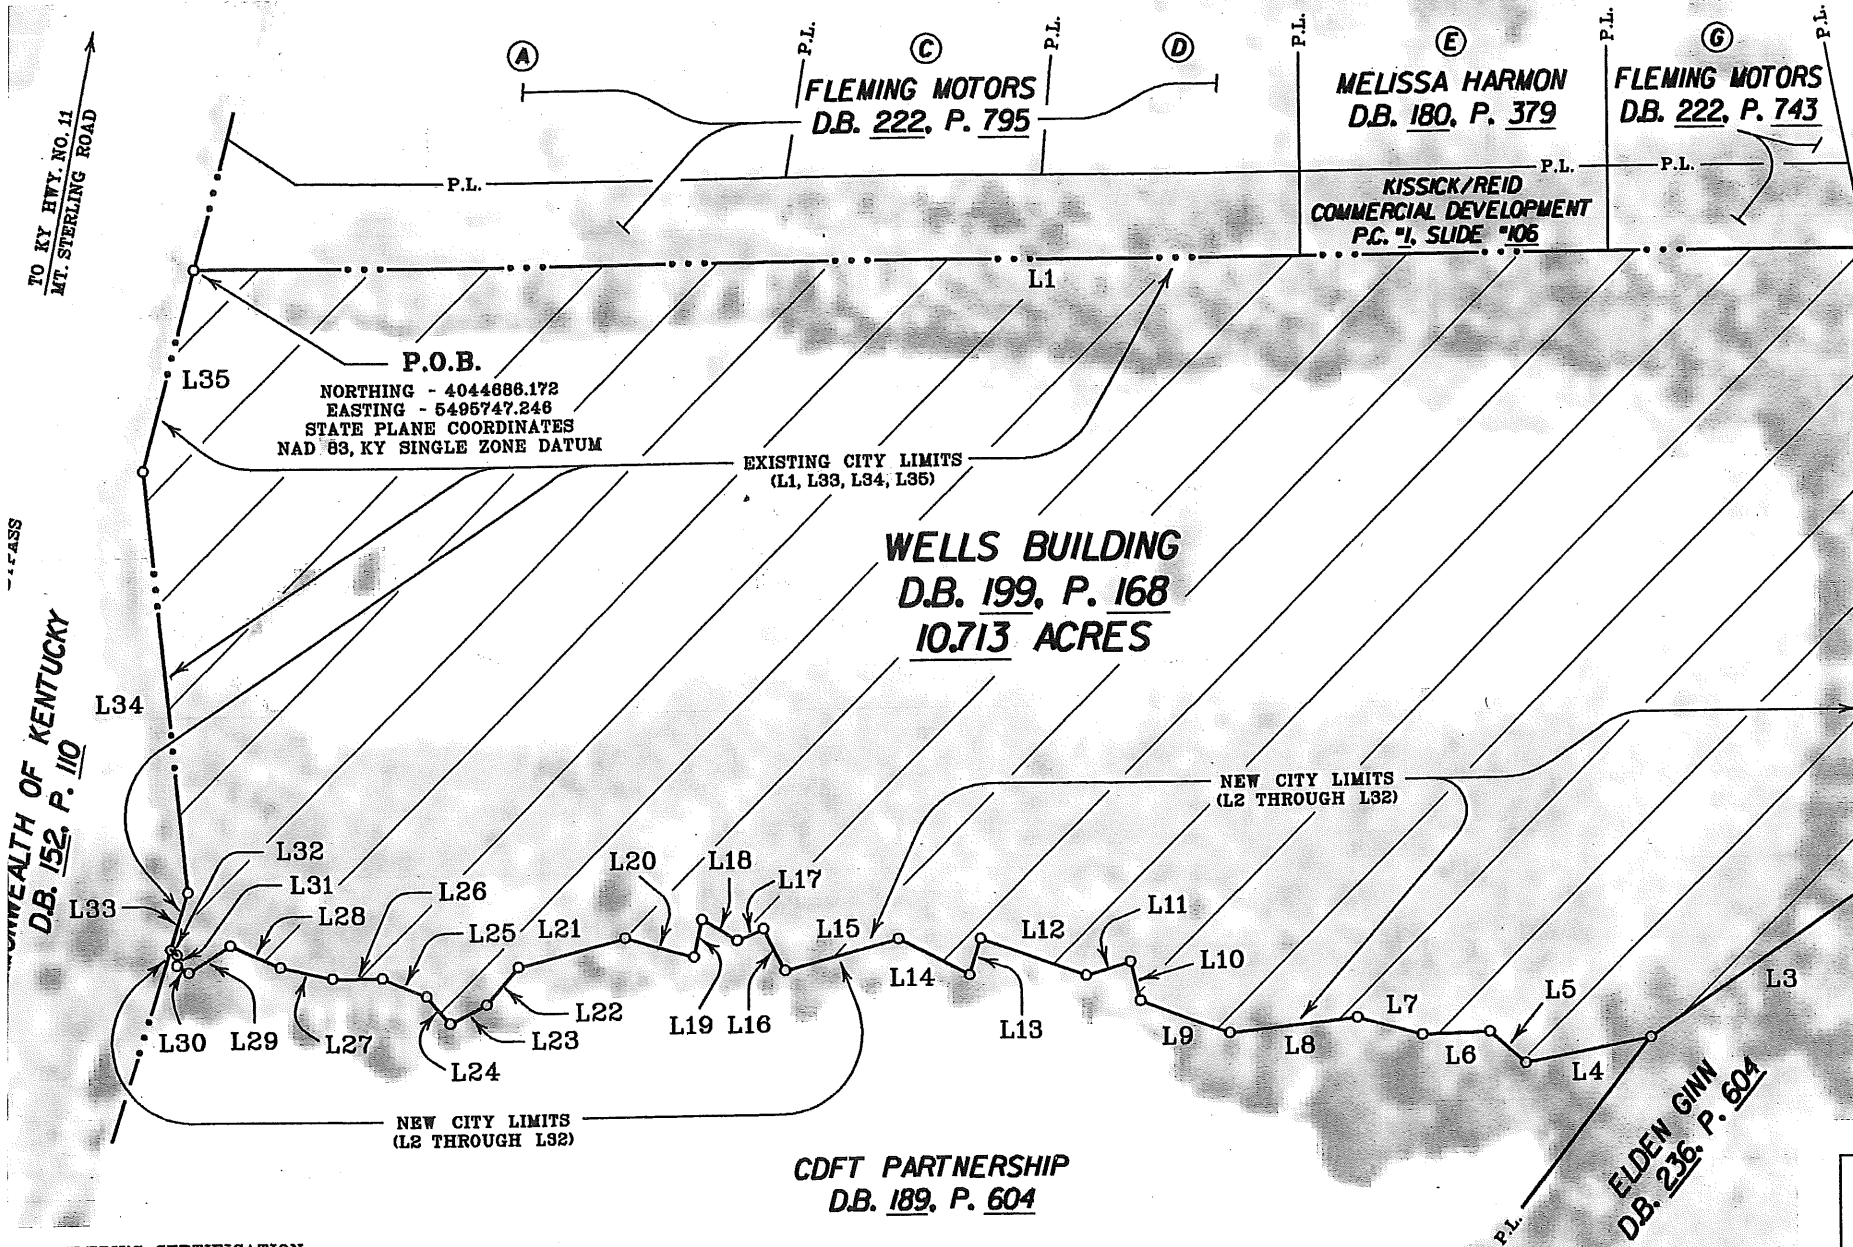 TO KY HWY. NO. 11
MT. STERLING ROAD
A
P.L.
C
P.L.
D
P.L.
E
P.L.
G
P.L.
FLEMING MOTORS
D.B. 222, P. 795
MELISSA HARMON
D.B. 180, P. 379
FLEMING MOTORS
D.B. 222, P. 743
P.L.
P.L.
P.L.
KISSICK/REID
COMMERCIAL DEVELOPMENT
P.C. #1, SLIDE #106
L1
P.O.B.
L35
NORTHING - 4044686.172
EASTING - 5495747.246
STATE PLANE COORDINATES
NAD 83, KY SINGLE ZONE DATUM
EXISTING CITY LIMITS
(L1, L33, L34, L35)
WELLS BUILDING
D.B. 199, P. 168
10.713 ACRES
OF KENTUCKY
D.B. 152, P. 110
L34
NEW CITY LIMITS
(L2 THROUGH L32)
L32
L31
L33
L28
L26
L25
L21
L20
L18
L17
L15
L14
L12
L11
L10
L5
L3
L30
L29
L27
L24
L23
L22
L19
L16
L13
L9
L8
L7
L6
L4
NEW CITY LIMITS
(L2 THROUGH L32)
CDFT PARTNERSHIP
D.B. 189, P. 604
ELDEN GINN
D.B. 236, P. 604
P.L.